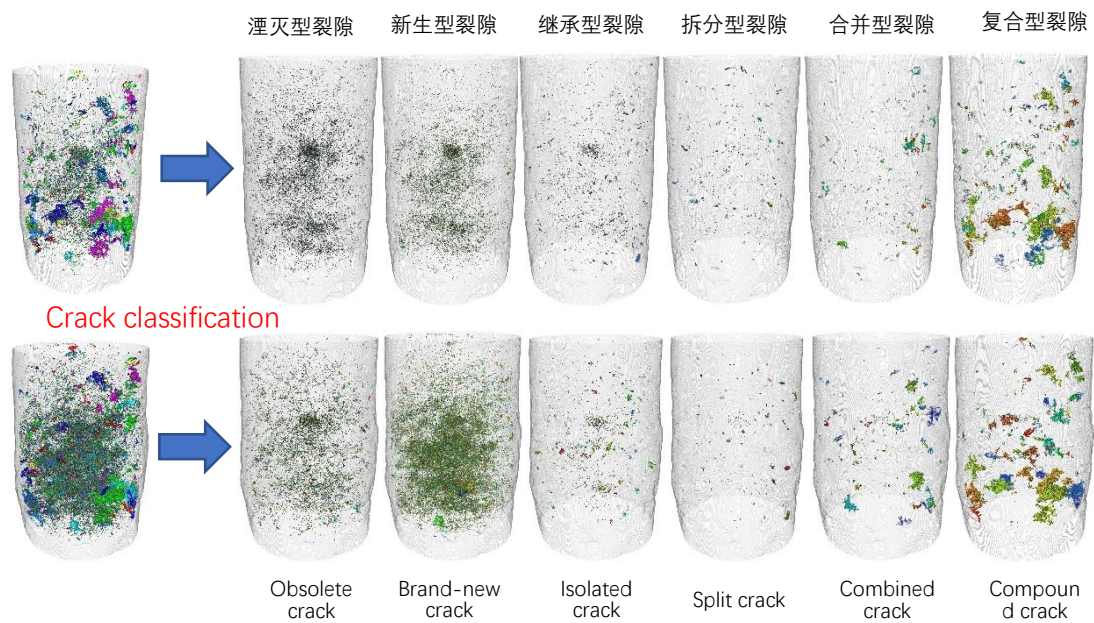 湮灭型裂隙
新生型裂隙
继承型裂隙
拆分型裂隙
合并型裂隙
复合型裂隙
Crack classification
Obsolete
crack
Brand-new
crack
Isolated
crack
Split crack
Combined
crack
Compoun
d crack